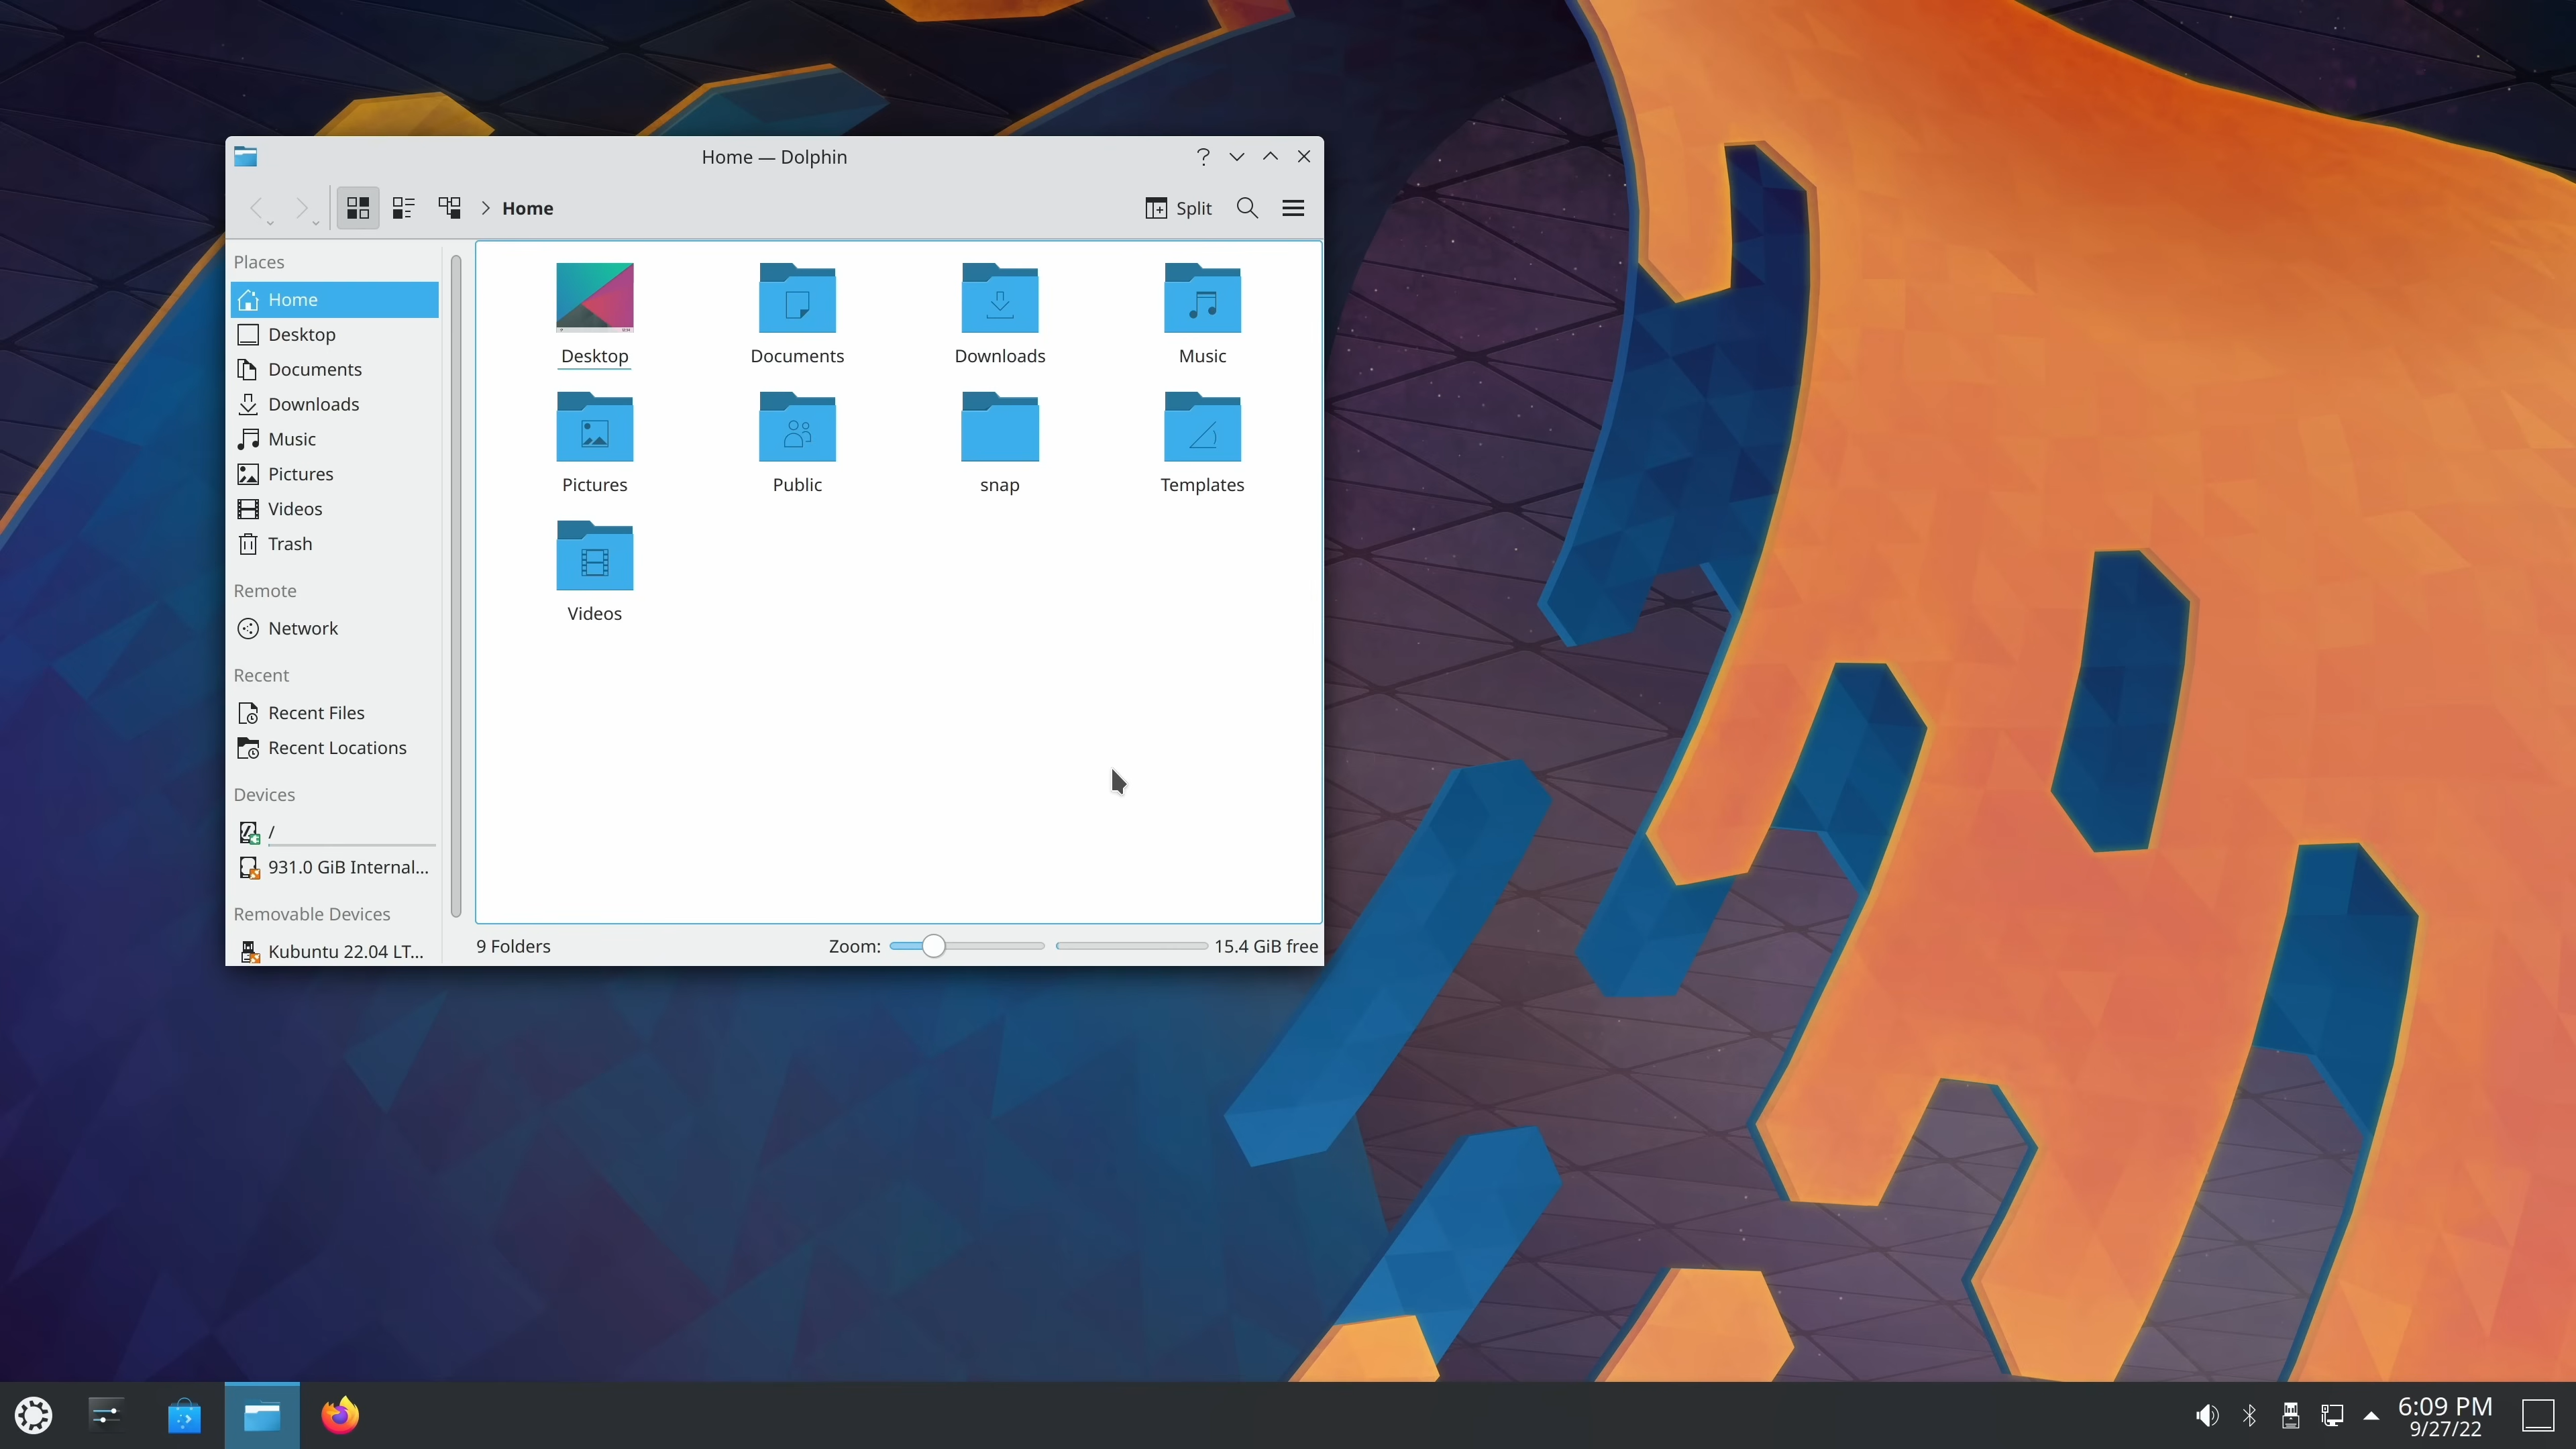 Home — Dolphin
Home
Split
Places
Home
Desktop
Documents
Downloads
Music
Pictures
Videos
Trash
Remote
Network
Recent
Recent Files
Recent Locations
Devices
/
931.0 GiB Internal...
Removable Devices
Kubuntu 22.04 LT...
Desktop
Documents
Downloads
Music
Pictures
Public
snap
Templates
Videos
9 Folders
Zoom:
15.4 GiB free
6:09 PM
9/27/22